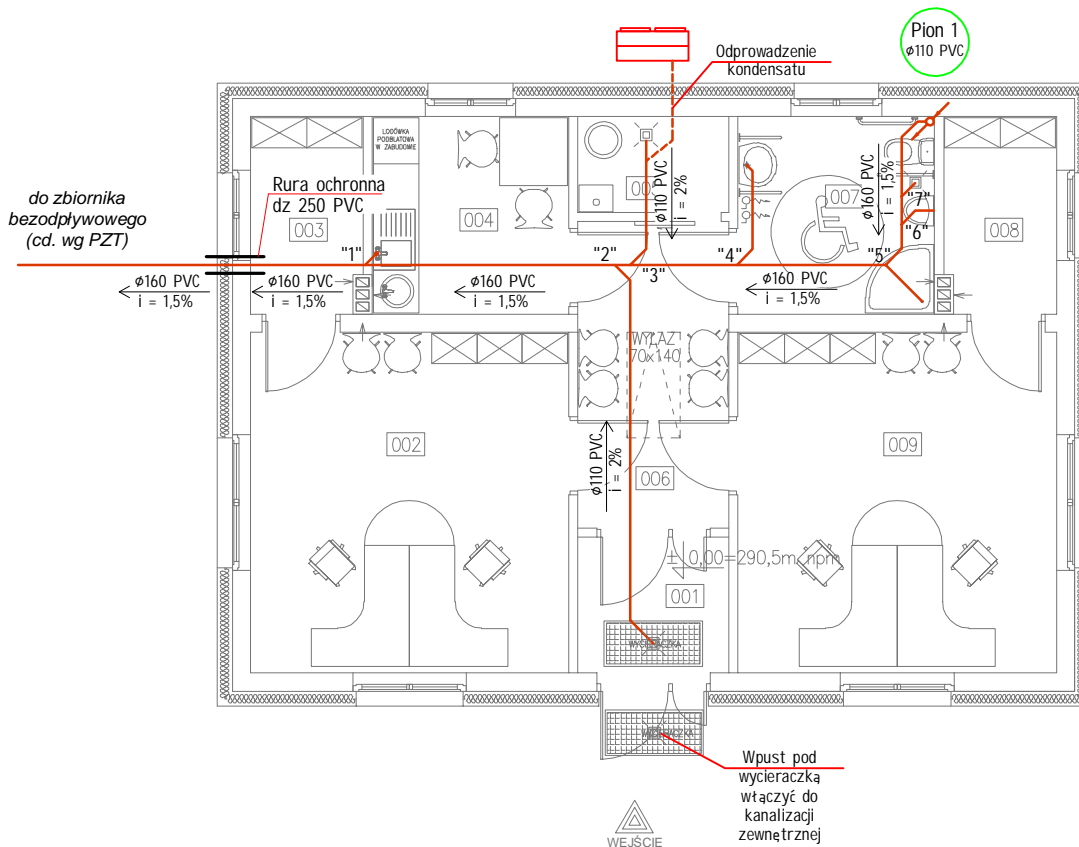 Pion 1
ϕ110 PVC
Odprowadzenie
kondensatu
LODÓWKA
PODBLATOWA
W ZABUDOWIE
do zbiornika
bezodpływowego
(cd. wg PZT)
Rura ochronna
dz 250 PVC
003
004
007
008
ϕ110 PVC
i = 2%
ϕ160 PVC
i = 1,5%
"7"
"6"
"1"
"2"
"3"
"4"
"5"
ϕ160 PVC
i = 1,5%
ϕ160 PVC
i = 1,5%
ϕ160 PVC
i = 1,5%
ϕ160 PVC
i = 1,5%
WYŁAZ
70x140
002
009
ϕ110 PVC
i = 2%
006
± 0,00=290,5m npm
001
WYCIERACZKA
WYCIERACZKA
Wpust pod
wycieraczką
włączyć do
kanalizacji
zewnętrznej
WEJŚCIE